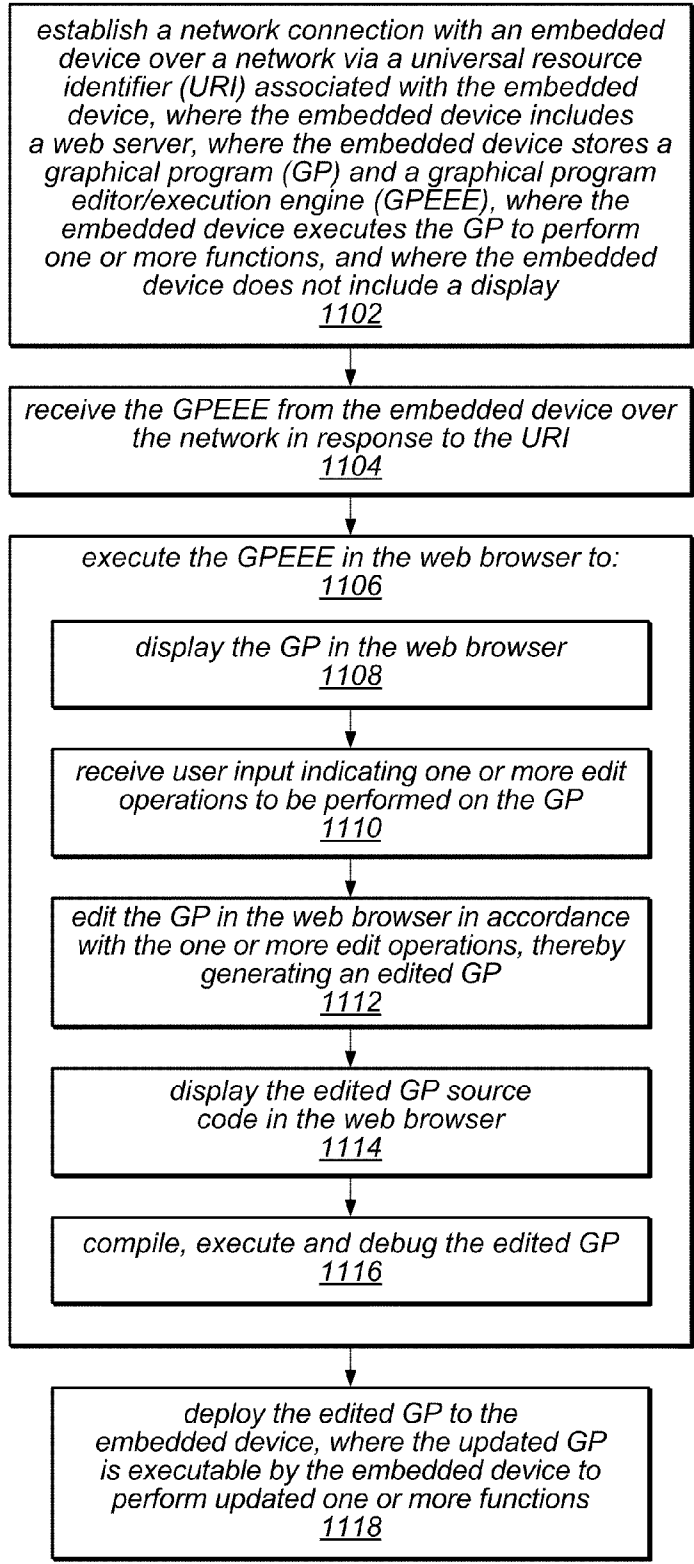 establish a network connection with an embedded
device over a network via a universal resource
identifier (URI) associated with the embedded
device, where the embedded device includes
a web server, where the embedded device stores a
graphical program (GP) and a graphical program
editor/execution engine (GPEEE), where the
embedded device executes the GP to perform
one or more functions, and where the embedded
device does not include a display
1102
receive the GPEEE from the embedded device over
the network in response to the URI
1104
execute the GPEEE in the web browser to:
1106
display the GP in the web browser
1108
receive user input indicating one or more edit
operations to be performed on the GP
1110
edit the GP in the web browser in accordance
with the one or more edit operations, thereby
generating an edited GP
1112
display the edited GP source
code in the web browser
1114
compile, execute and debug the edited GP
1116
deploy the edited GP to the
embedded device, where the updated GP
is executable by the embedded device to
perform updated one or more functions
1118